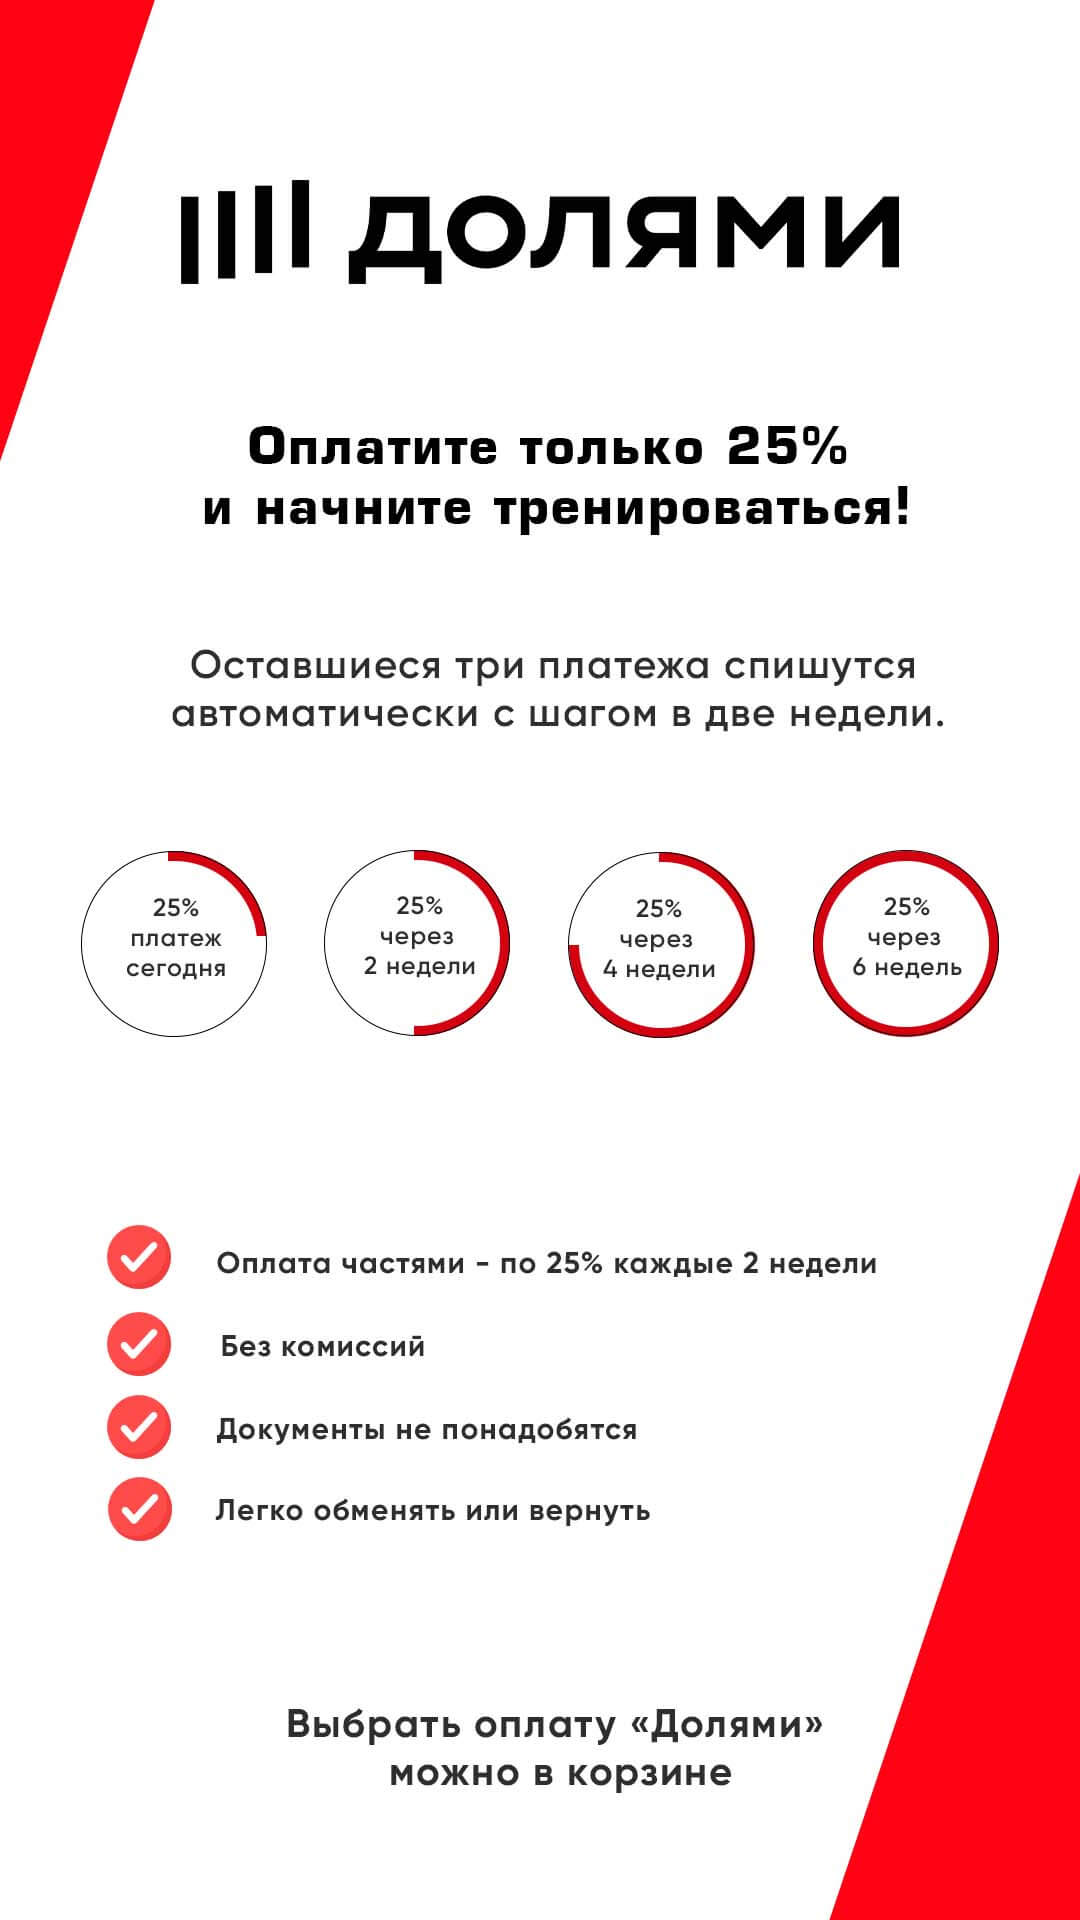 долями
Оплатите только 25%
и начните тренироваться!
Оставшиеся три платежа спишутся
автоматически с шагом в две недели.
25%
платеж
сегодня
25%
через
2 недели
25%
через
4 недели
25%
через
6 недель
Оплата частями - по 25% каждые 2 недели
Без комиссий
Документы не понадобятся
Легко обменять или вернуть
Выбрать оплату «Долями»
можно в корзине